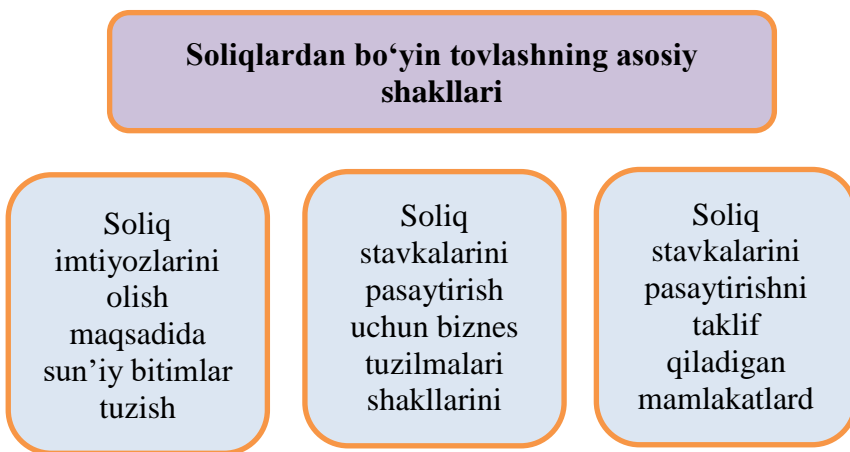 Soliqlardan bo‘yin tovlashning asosiy
shakllari
Soliq
imtiyozlarini
olish
maqsadida
sun’iy bitimlar
tuzish
Soliq
stavkalarini
pasaytirish
uchun biznes
tuzilmalari
shakllarini
Soliq
stavkalarini
pasaytirishni
taklif
qiladigan
mamlakatlard